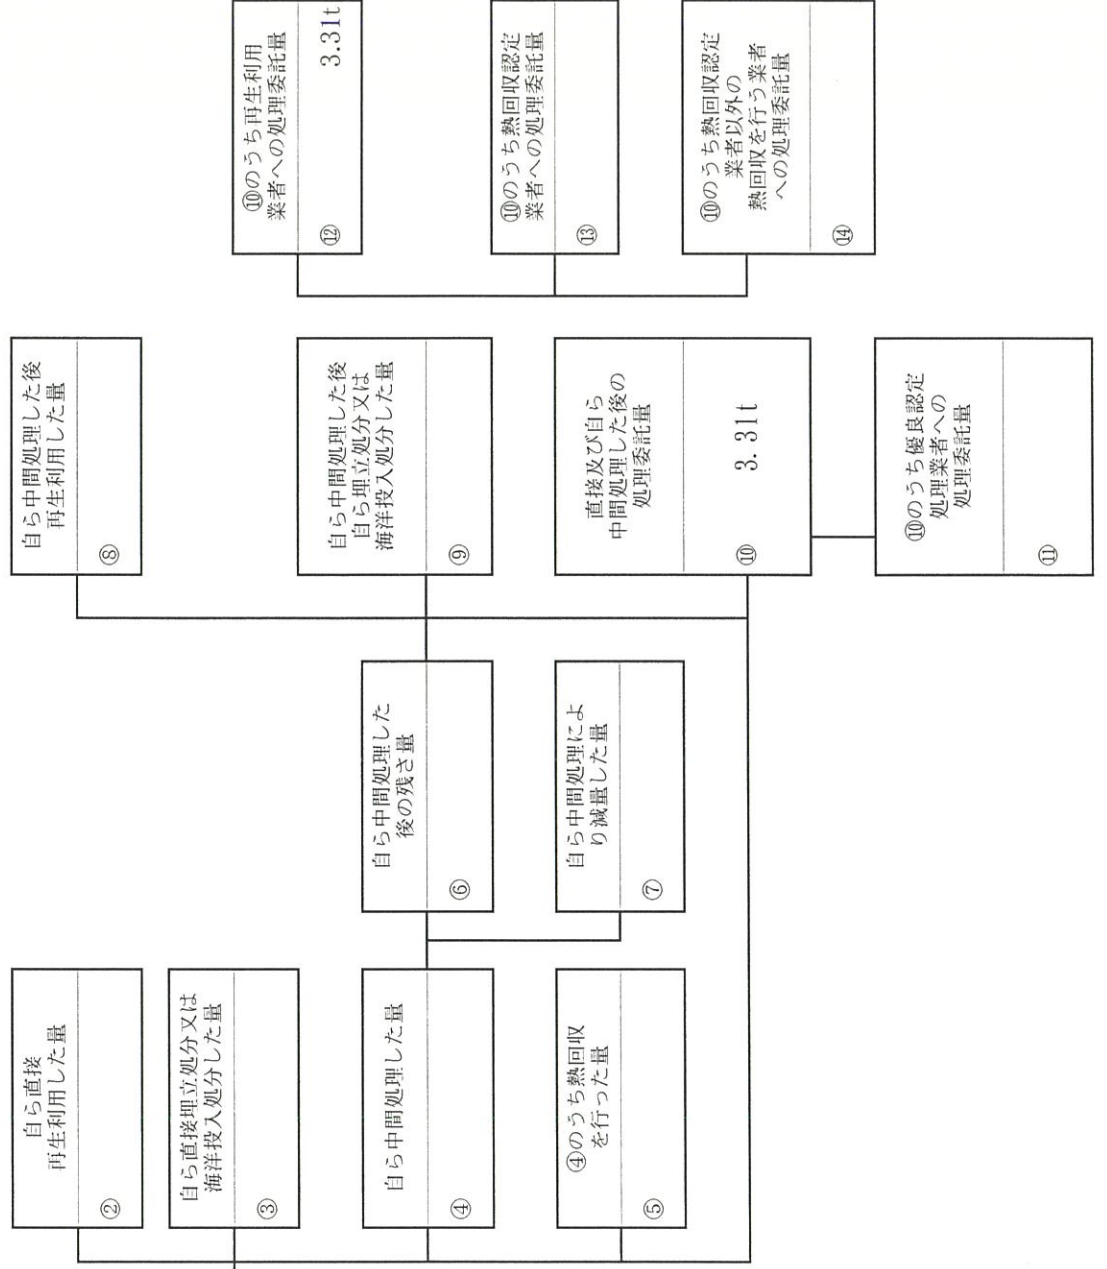 自ら直接
再生利用した量
②
自ら直接埋立処分又は
海洋投入処分した量
③
自ら中間処理した量
④
④のうち熱回収
を行った量
⑤
自ら中間処理した
後の残さ量
⑥
自ら中間処理によ
り減量した量
⑦
自ら中間処理した後
再生利用した量
⑧
自ら中間処理した後
自ら埋立処分又は
海洋投入処分した量
⑨
直接及び自ら
中間処理した後の
処理委託量
⑩ 3.31t
⑩のうち優良認定
処理業者への
処理委託量
⑪
⑩のうち再生利用
業者への処理委託量
⑫ 3.31t
⑩のうち熱回収認定
業者への処理委託量
⑬
⑩のうち熱回収認定
業者以外の
熱回収を行う業者
への処理委託量
⑭